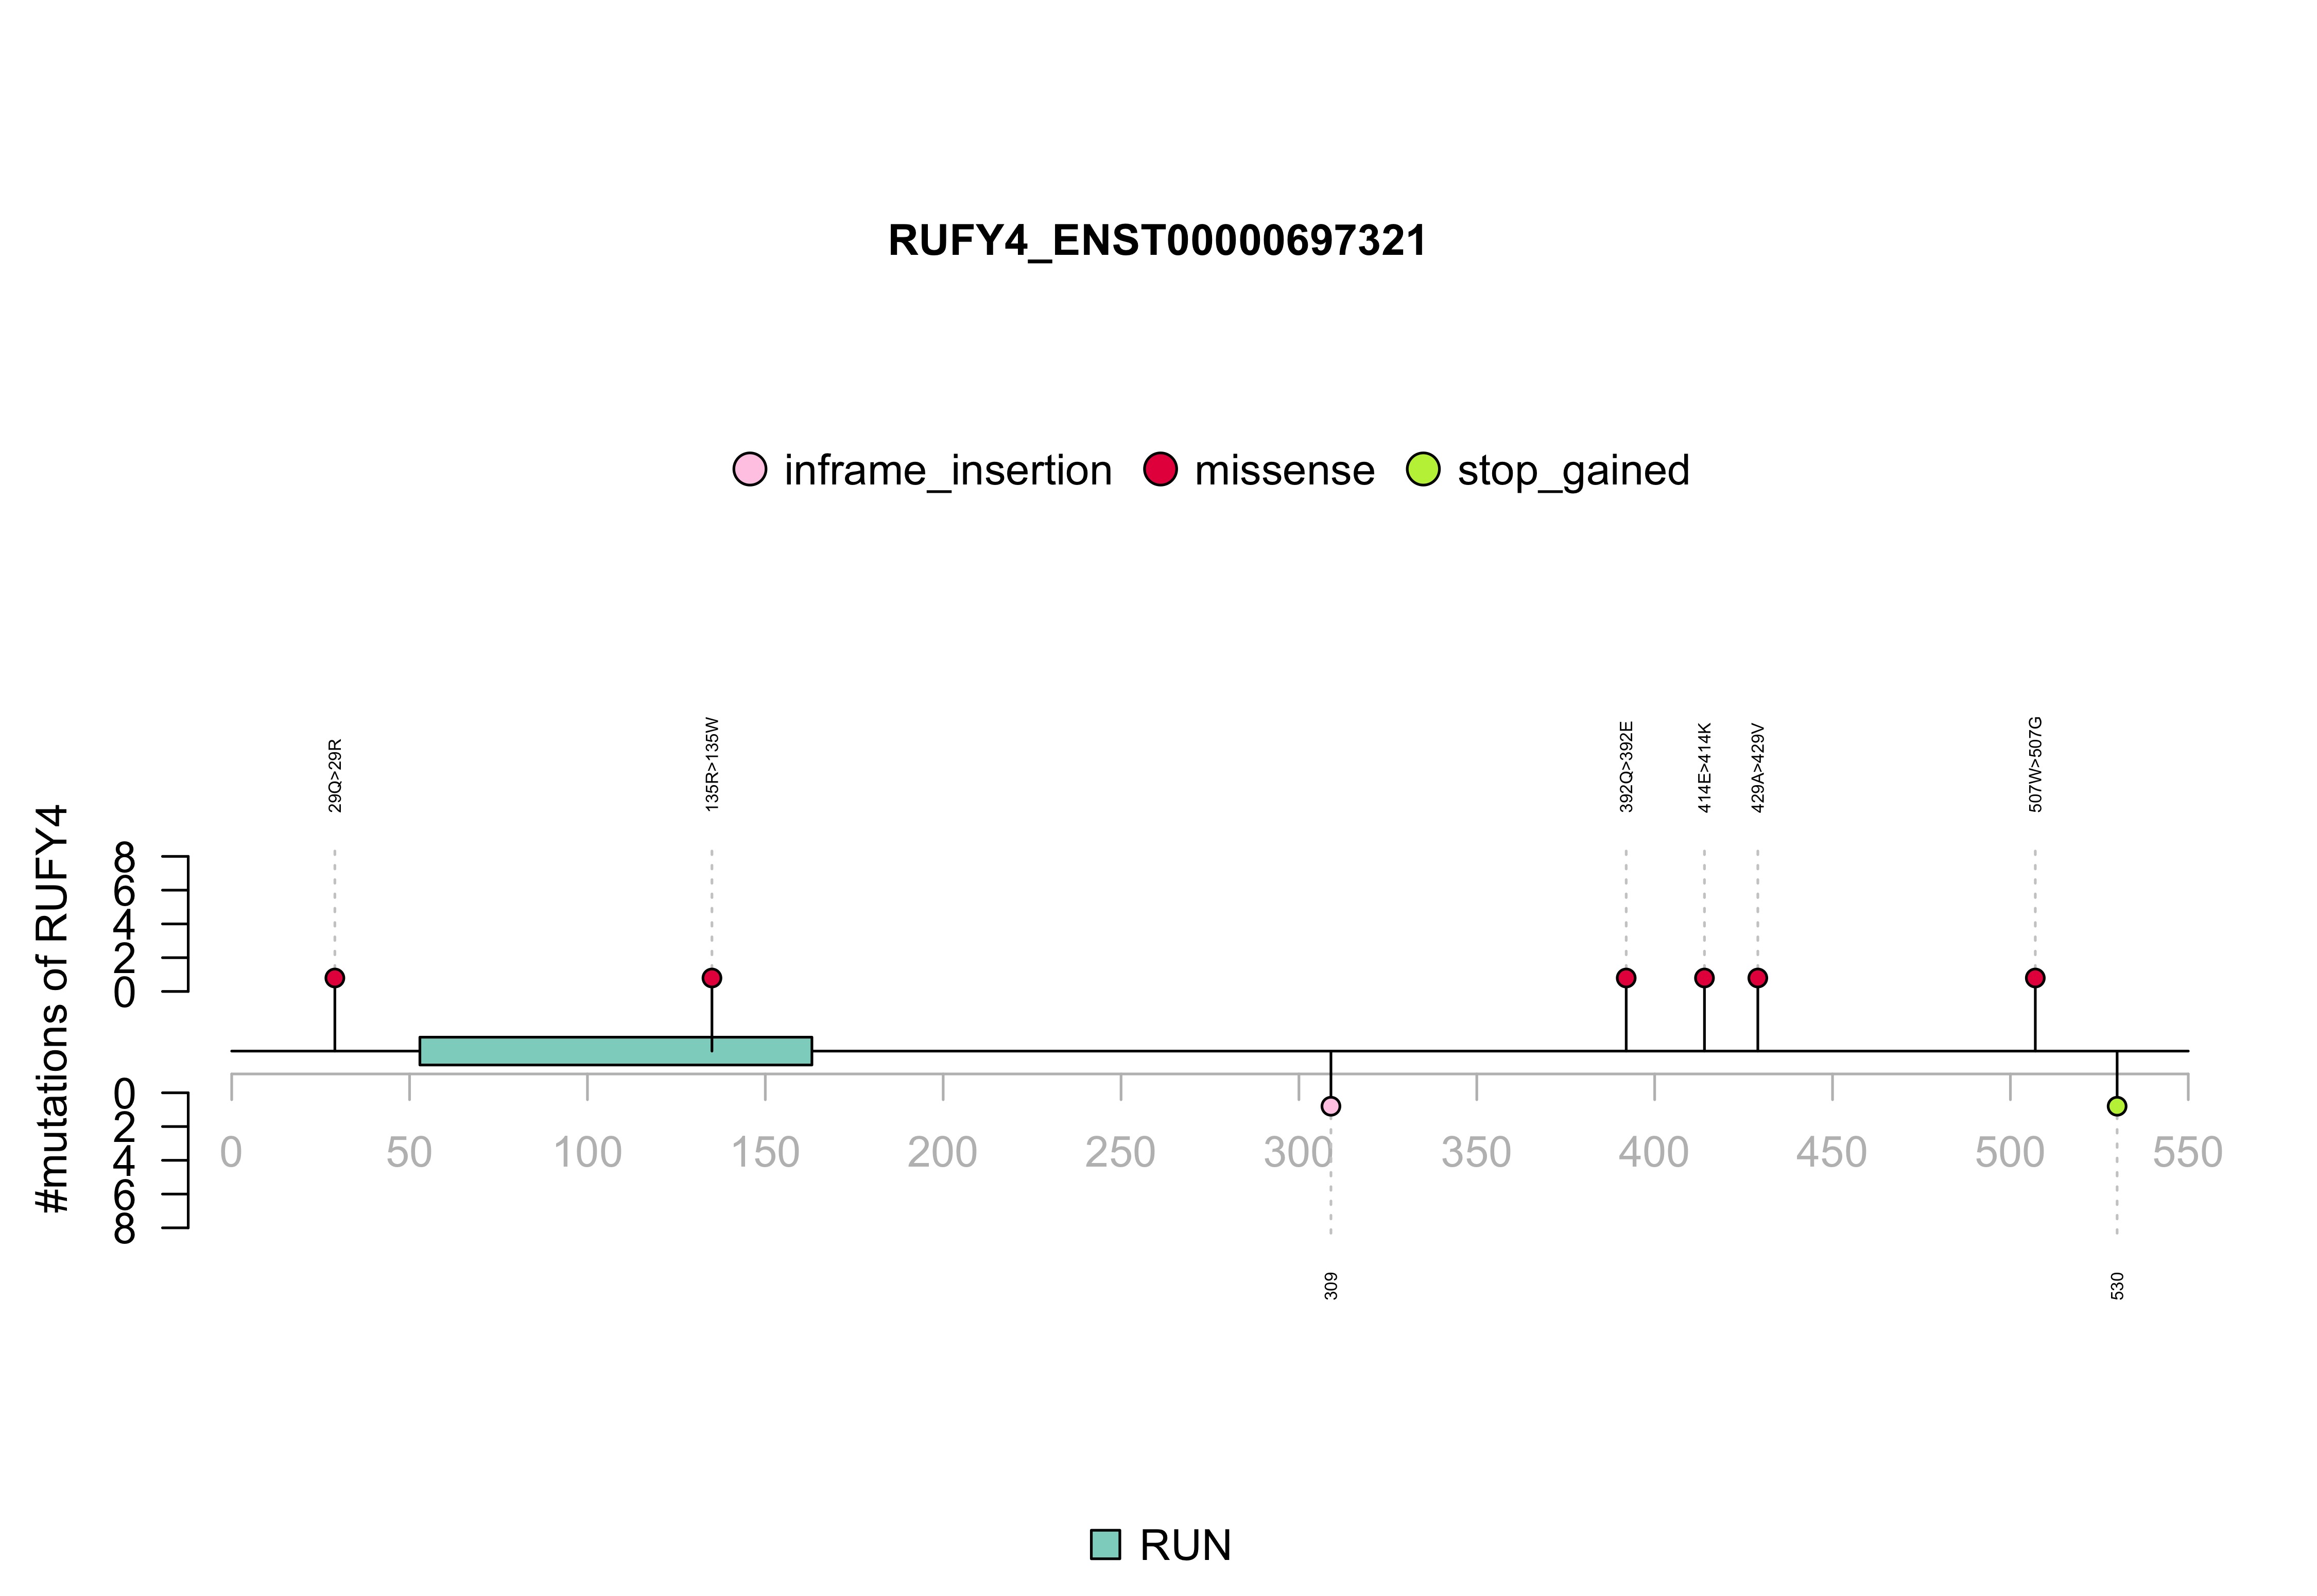 RUFY4_ENST00000697321
inframe_insertion missense stop_gained
29Q>29R 135R>135W 392Q>392E 414E>414K 429A>429V 507W>507G
#mutations of RUFY4
8
6
4
2
0
0
2
4
6
8
0 50 100 150 200 250 300 350 400 450 500 550
309 530
RUN